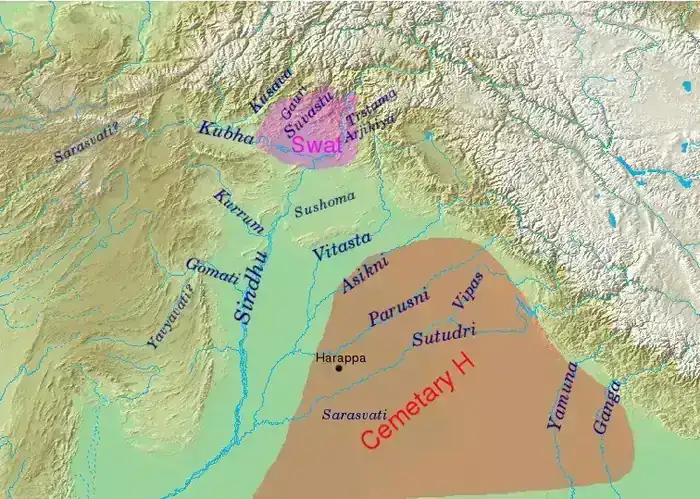 Kusava
Gauri
Suvastu
Trstama
Arjikiya
Sarasvati?
Kubha
Swat
Kurrum
Sushoma
Vitasta
Gomati
Sindhu
Asikni
Yavyavati?
Parusni
Vipas
Sutudri
Harappa
Cemetary H
Sarasvati
Yamuna
Ganga